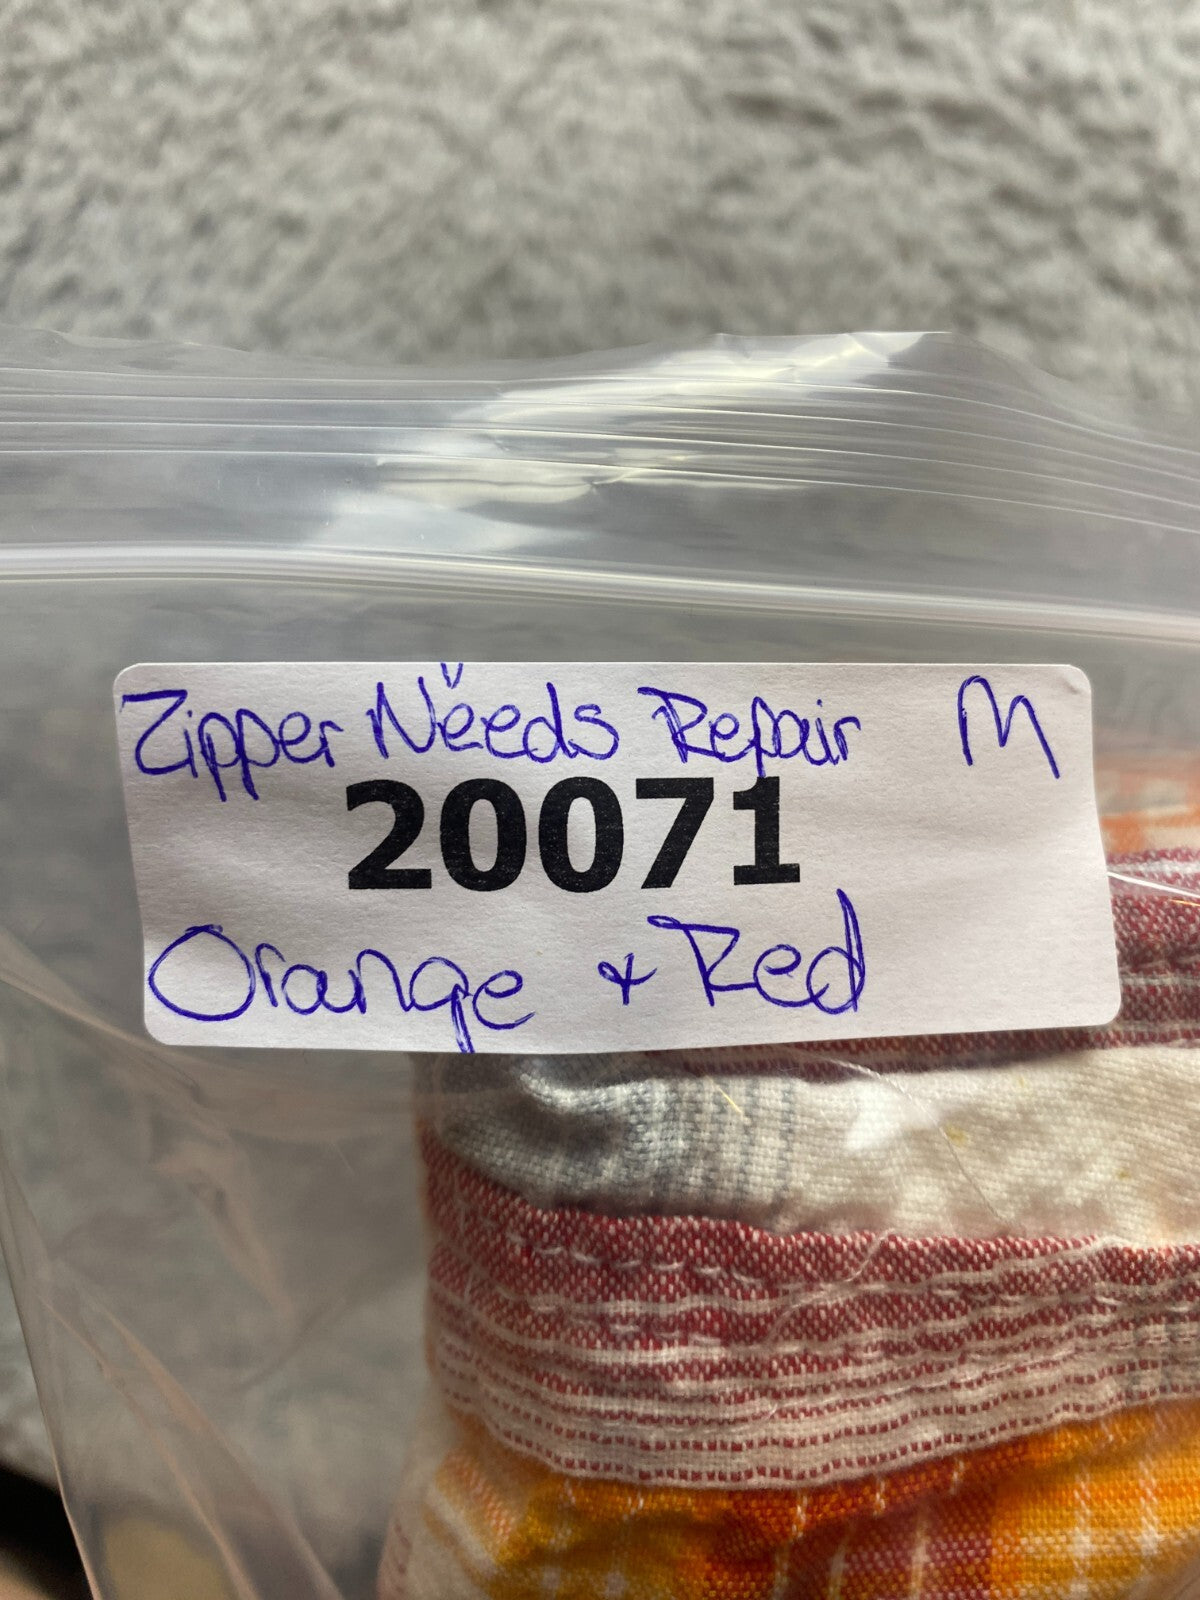 Zipper Needs Repair M
20071
Orange + Red